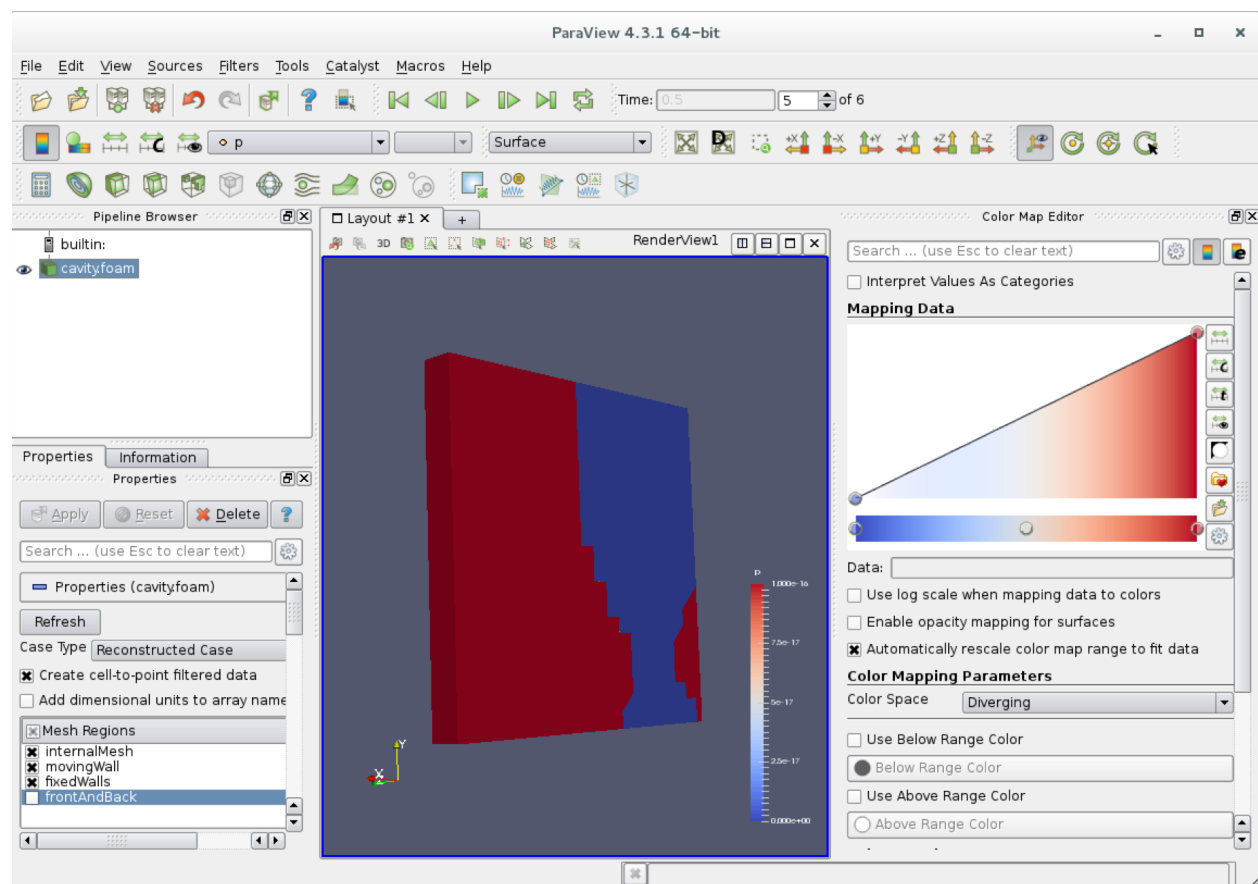 ParaView 4.3.1 64-bit
File Edit View Sources Filters Tools Catalyst Macros Help
Time: 0.5 5 of 6
p Surface
Pipeline Browser
builtin:
cavity.foam
Properties Information
Properties
Apply Reset Delete ?
Search ... (use Esc to clear text)
Properties (cavity.foam)
Refresh
Case Type Reconstructed Case
Create cell-to-point filtered data
Add dimensional units to array name
Mesh Regions
internalMesh
movingWall
fixedWalls
frontAndBack
Layout #1 +
3D RenderView1
p
1.000e-16
7.5e-17
5e-17
2.5e-17
0.000e+00
Y
X
Color Map Editor
Search ... (use Esc to clear text)
Interpret Values As Categories
Mapping Data
Data:
Use log scale when mapping data to colors
Enable opacity mapping for surfaces
Automatically rescale color map range to fit data
Color Mapping Parameters
Color Space Diverging
Use Below Range Color
Below Range Color
Use Above Range Color
Above Range Color